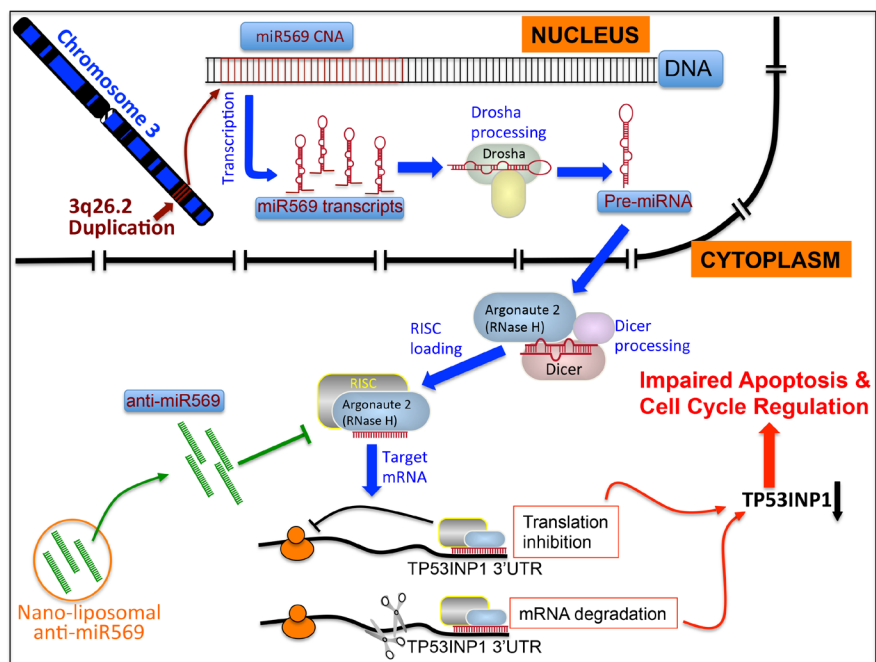 miR569 CNA
NUCLEUS
DNA
Chromosome 3
Transcription
Drosha
processing
Drosha
3q26.2
Duplication
miR569 transcripts
Pre-miRNA
CYTOPLASM
Argonaute 2
(RNase H)
RISC
loading
Dicer
processing
Dicer
RISC
Argonaute 2
(RNase H)
Impaired Apoptosis &
Cell Cycle Regulation
anti-miR569
Target
mRNA
TP53INP1
Translation
inhibition
TP53INP1 3'UTR
Nano-liposomal
anti-miR569
mRNA degradation
TP53INP1 3'UTR